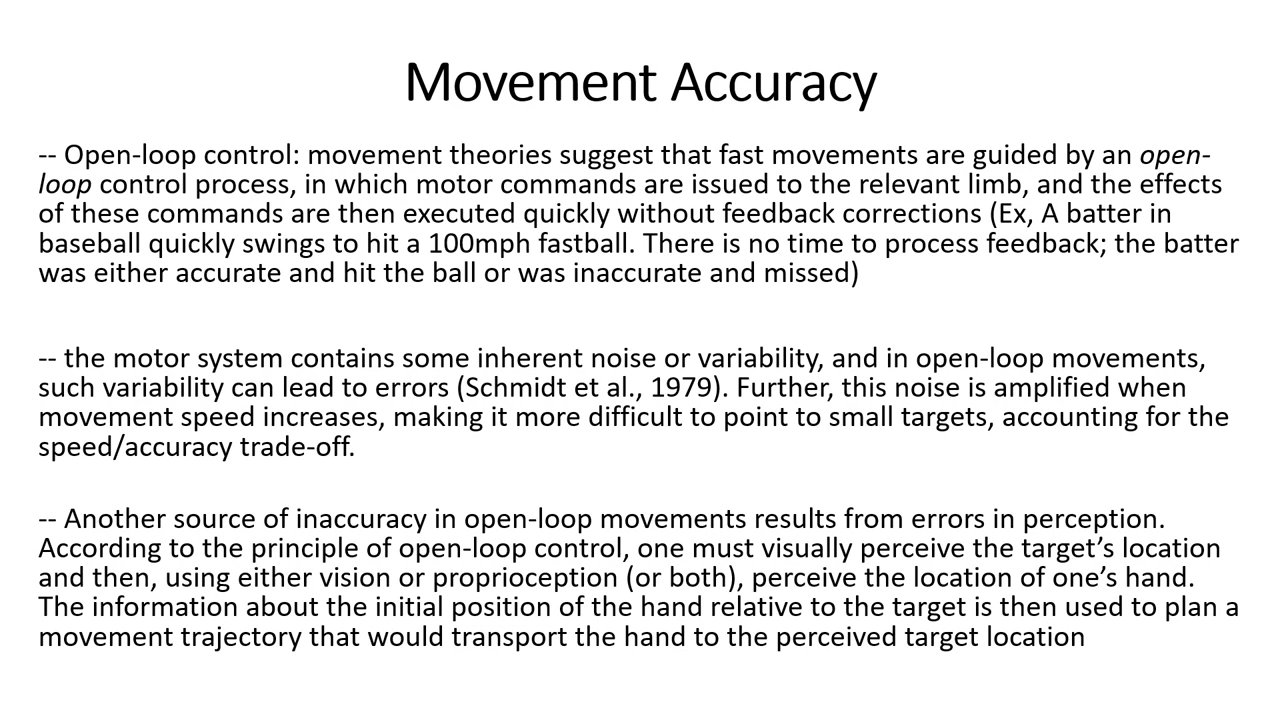 Movement Accuracy
-- Open-loop control: movement theories suggest that fast movements are guided by an open-
loop control process, in which motor commands are issued to the relevant limb, and the effects
of these commands are then executed quickly without feedback corrections (Ex, A batter in
baseball quickly swings to hit a 100mph fastball. There is no time to process feedback; the batter
was either accurate and hit the ball or was inaccurate and missed)
-- the motor system contains some inherent noise or variability, and in open-loop movements,
such variability can lead to errors (Schmidt et al., 1979). Further, this noise is amplified when
movement speed increases, making it more difficult to point to small targets, accounting for the
speed/accuracy trade-off.
-- Another source of inaccuracy in open-loop movements results from errors in perception.
According to the principle of open-loop control, one must visually perceive the target’s location
and then, using either vision or proprioception (or both), perceive the location of one’s hand.
The information about the initial position of the hand relative to the target is then used to plan a
movement trajectory that would transport the hand to the perceived target location